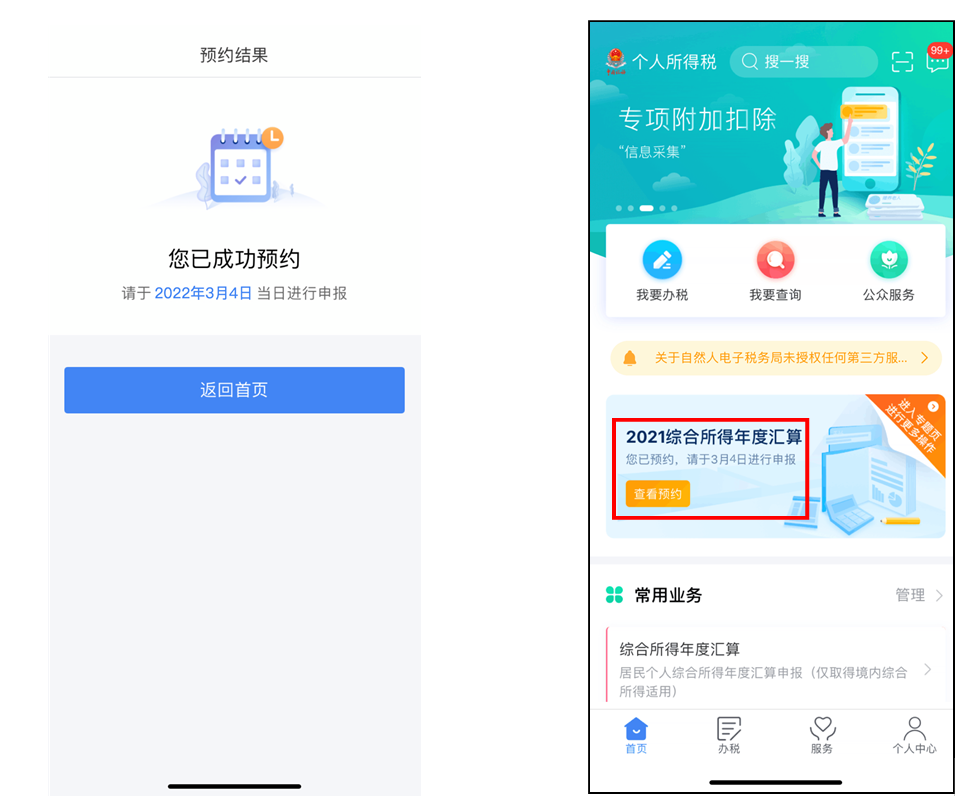 预约结果
您已成功预约
请于 2022年3月4日 当日进行申报
返回首页
个人所得税
搜一搜
99+
专项附加扣除
“信息采集”
我要办税
我要查询
公众服务
关于自然人电子税务局未授权任何第三方服...
2021综合所得年度汇算
您已预约，请于3月4日进行申报
查看预约
进入专题页
进行更多操作
常用业务
管理
综合所得年度汇算
居民个人综合所得年度汇算申报（仅取得境内综合
所得适用）
首页
办税
服务
个人中心